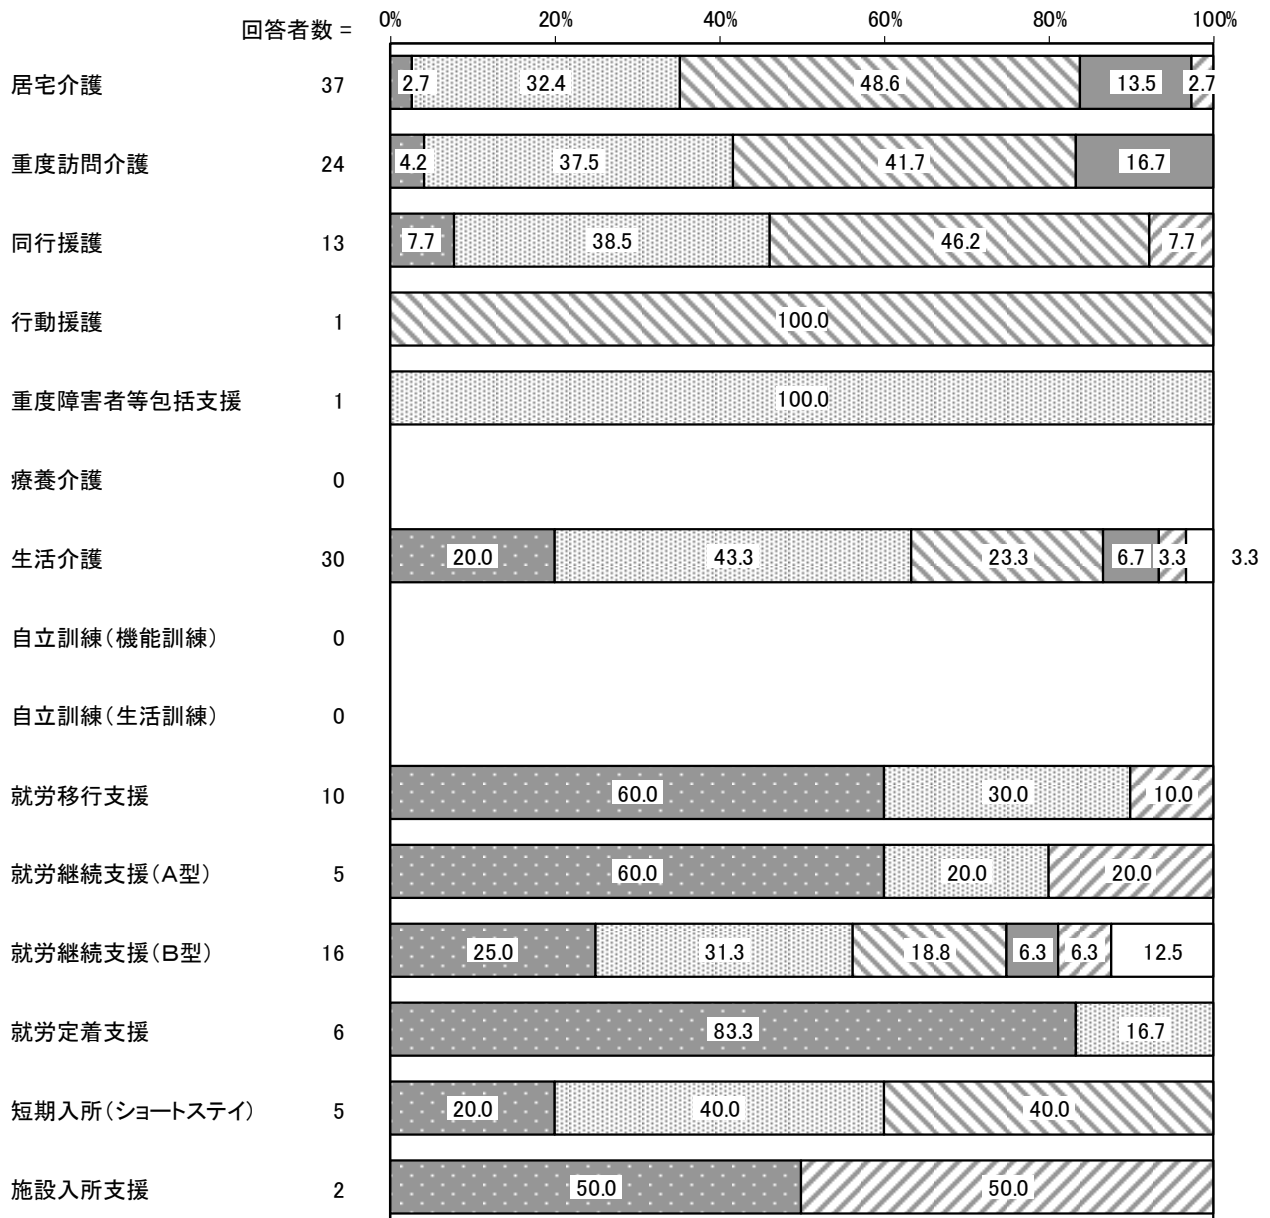 0% 20% 40% 60% 80% 100%
回答者数 =
居宅介護 37 2.7 32.4 48.6 13.5 2.7
重度訪問介護 24 4.2 37.5 41.7 16.7
同行援護 13 7.7 38.5 46.2 7.7
行動援護 1 100.0
重度障害者等包括支援 1 100.0
療養介護 0
生活介護 30 20.0 43.3 23.3 6.7 3.3 3.3
自立訓練（機能訓練） 0
自立訓練（生活訓練） 0
就労移行支援 10 60.0 30.0 10.0
就労継続支援（A型） 5 60.0 20.0 20.0
就労継続支援（B型） 16 25.0 31.3 18.8 6.3 6.3 12.5
就労定着支援 6 83.3 16.7
短期入所（ショートステイ） 5 20.0 40.0 40.0
施設入所支援 2 50.0 50.0